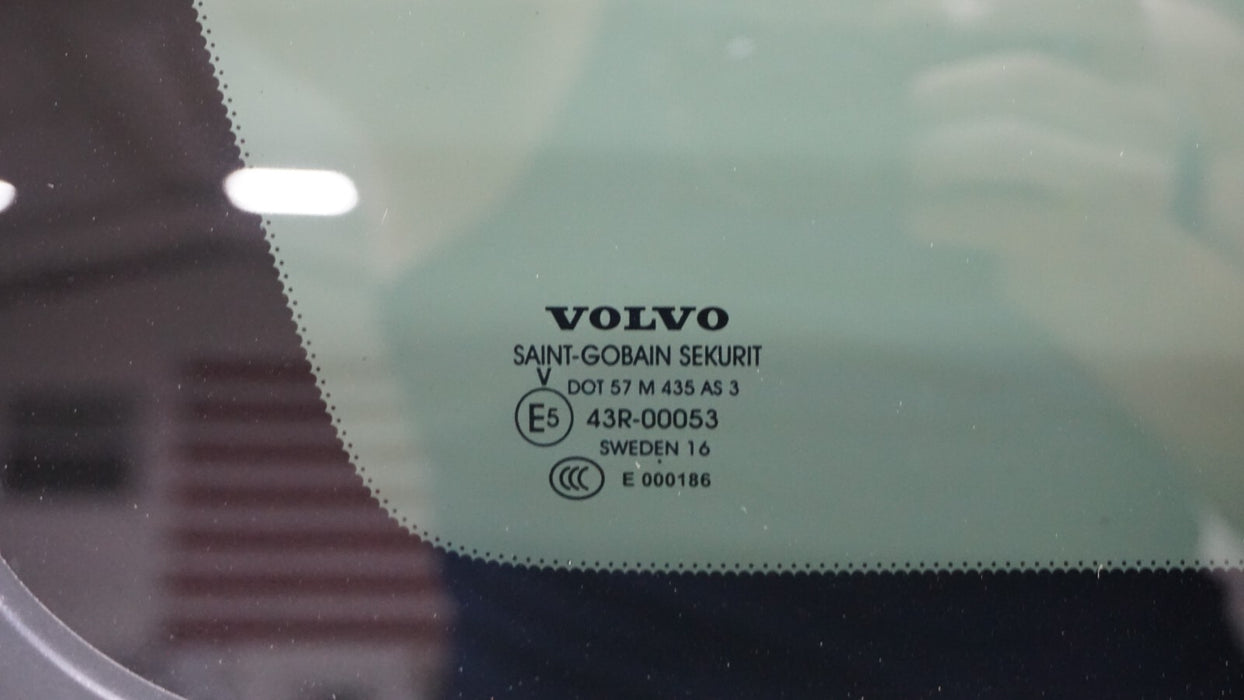 VOLVO
SAINT-GOBAIN SEKURIT
V
DOT 57 M 435 AS 3
E5 43R-00053
SWEDEN 16
CCC E 000186